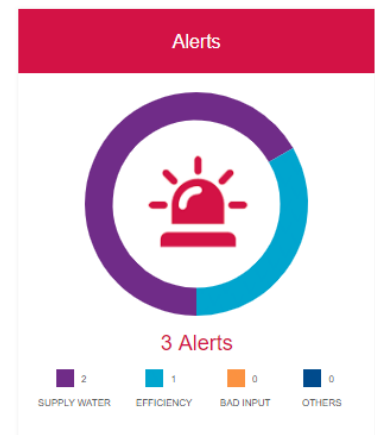 Alerts
3 Alerts
2 1 0 0
SUPPLY WATER EFFICIENCY BAD INPUT OTHERS